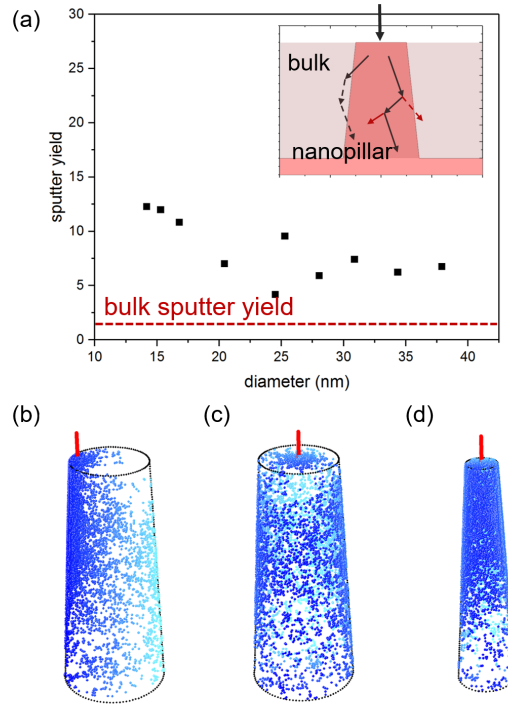 (a)
30
25
20
15
10
5
0
sputter yield
bulk
nanopillar
bulk sputter yield
10
15
20
25
30
35
40
diameter (nm)
(b)
(c)
(d)